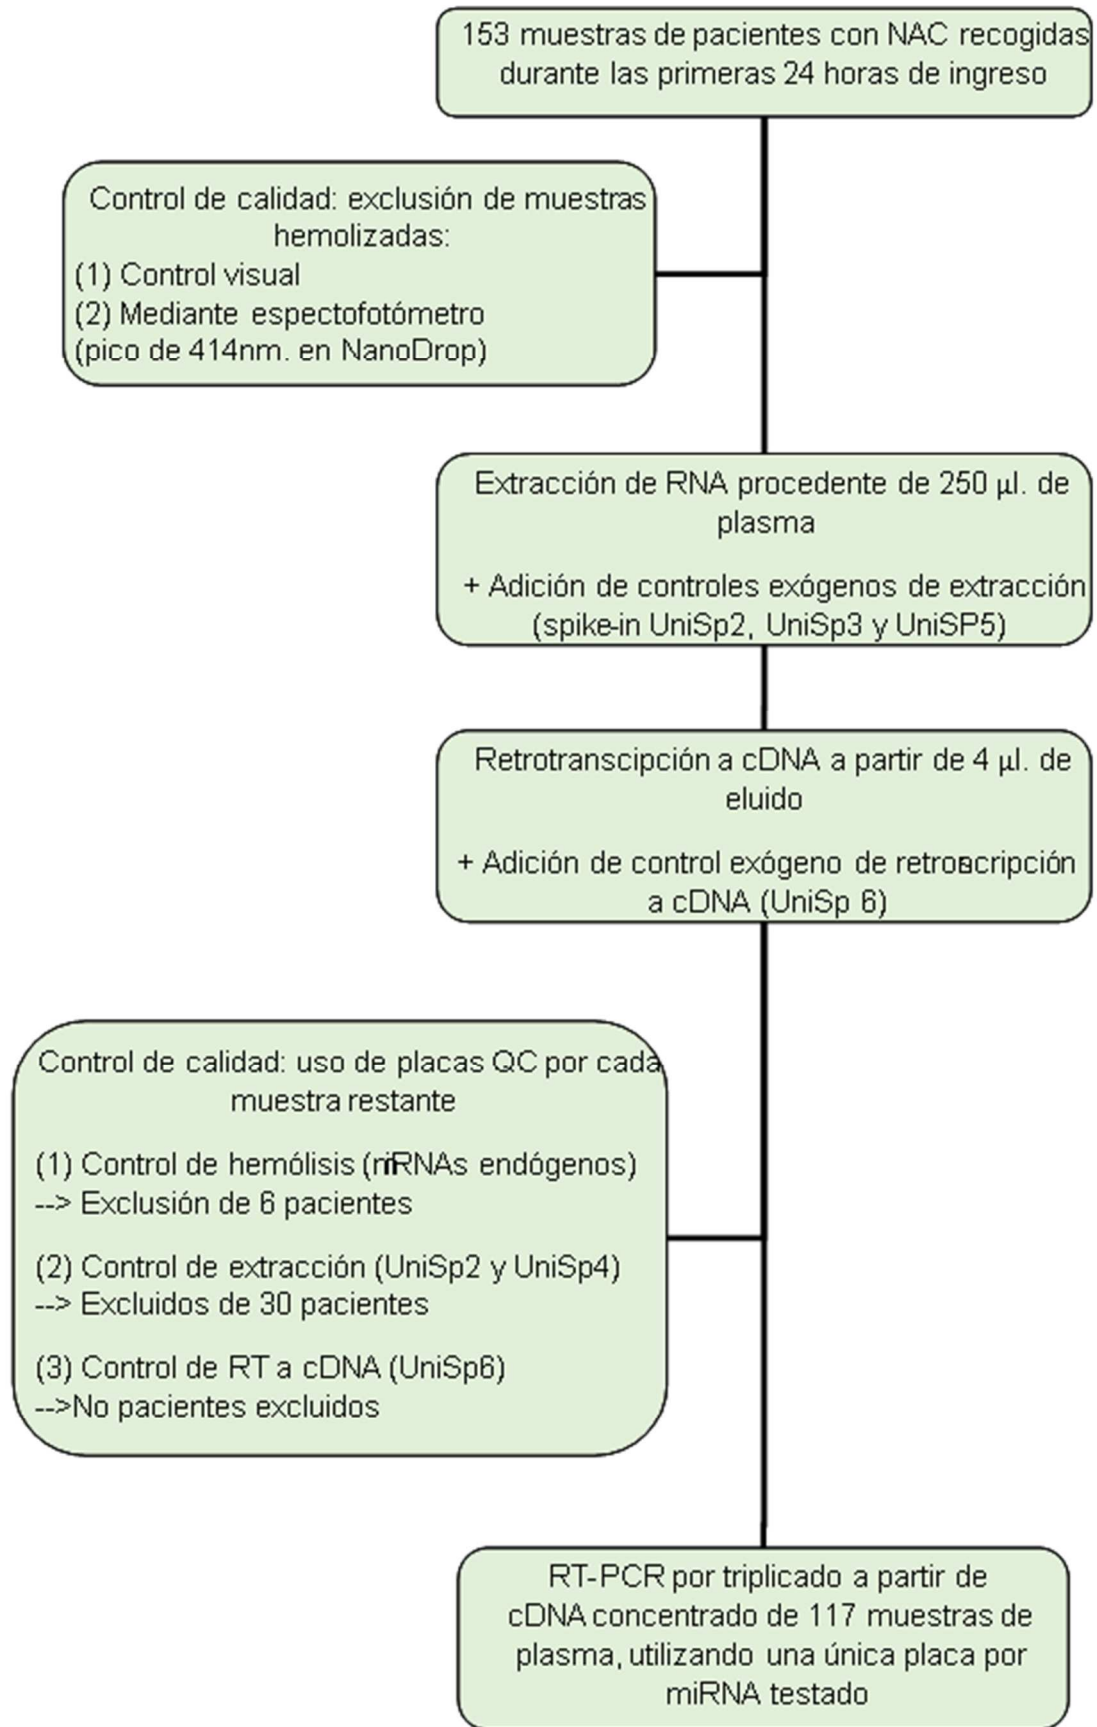 153 muestras de pacientes con NAC recogidas
durante las primeras 24 horas de ingreso
Control de calidad: exclusión de muestras
hemolizadas:
(1) Control visual
(2) Mediante espectofotómetro
(pico de 414nm. en NanoDrop)
Extracción de RNA procedente de 250 µl. de
plasma
+ Adición de controles exógenos de extracción
(spike-in UniSp2, UniSp3 y UniSP5)
Retrotranscipción a cDNA a partir de 4 µl. de
eluido
+ Adición de control exógeno de
a cDNA (UniSp 6)
Control de calidad: uso de placas QC por cada
muestra restante
(1) Control de hemólisis (miRNAs endógenos)
--> Exclusión de 6 pacientes
(2) Control de extracción (UniSp2 y UniSp4)
--> Excluidos de 30 pacientes
(3) Control de RT a cDNA (UniSp6)
-->No pacientes excluidos
RT-PCR por triplicado a partir de
cDNA concentrado de 117 muestras de
plasma, utilizando una única placa por
miRNA testado